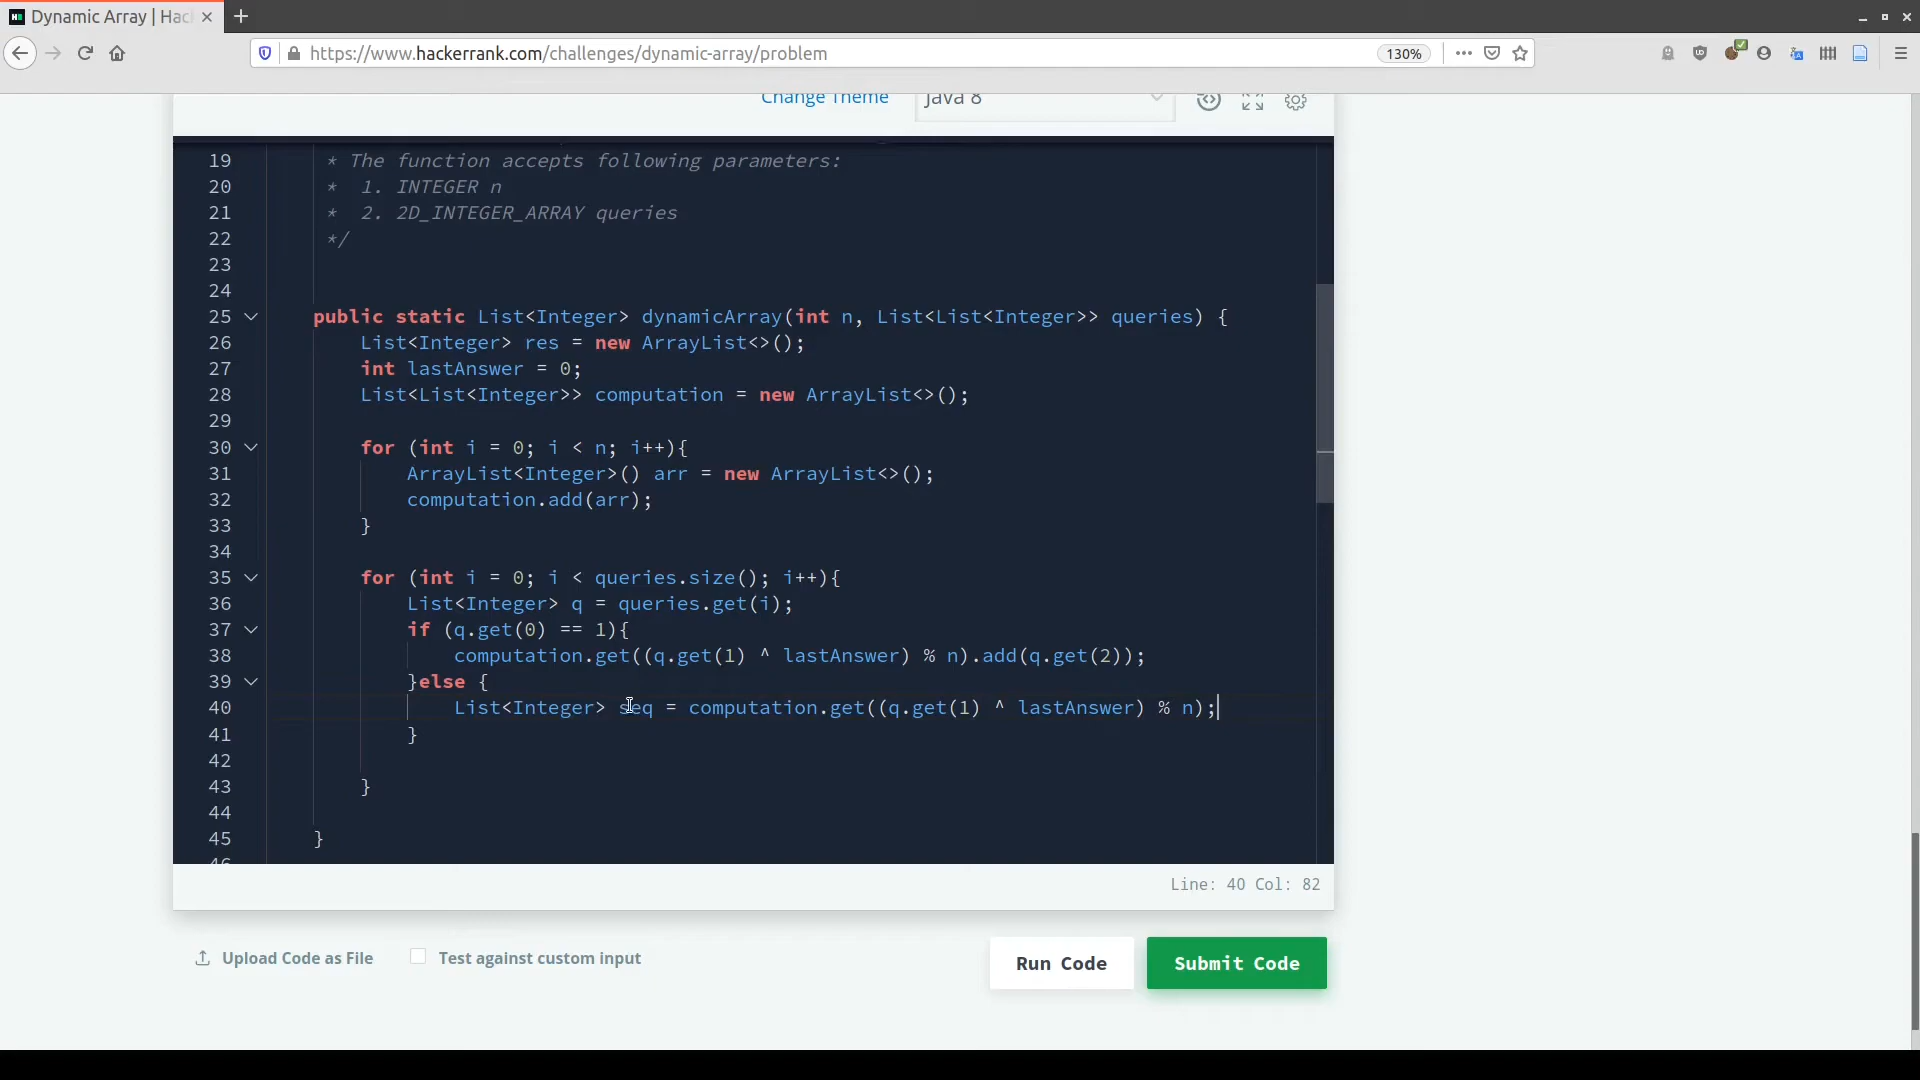 Dynamic Array | Hac
https://www.hackerrank.com/challenges/dynamic-array/problem
130%
Change Theme
Java 8
19 * The function accepts following parameters:
20 * 1. INTEGER n
21 * 2. 2D_INTEGER_ARRAY queries
22 */
23
24
25 public static List<Integer> dynamicArray(int n, List<List<Integer>> queries) {
26 List<Integer> res = new ArrayList<>();
27 int lastAnswer = 0;
28 List<List<Integer>> computation = new ArrayList<>();
29
30 for (int i = 0; i < n; i++){
31 ArrayList<Integer>() arr = new ArrayList<>();
32 computation.add(arr);
33 }
34
35 for (int i = 0; i < queries.size(); i++){
36 List<Integer> q = queries.get(i);
37 if (q.get(0) == 1){
38 computation.get((q.get(1) ^ lastAnswer) % n).add(q.get(2));
39 }else {
40 List<Integer> seq = computation.get((q.get(1) ^ lastAnswer) % n);
41 }
42
43 }
44
45 }
46
Line: 40 Col: 82
Upload Code as File
Test against custom input
Run Code
Submit Code